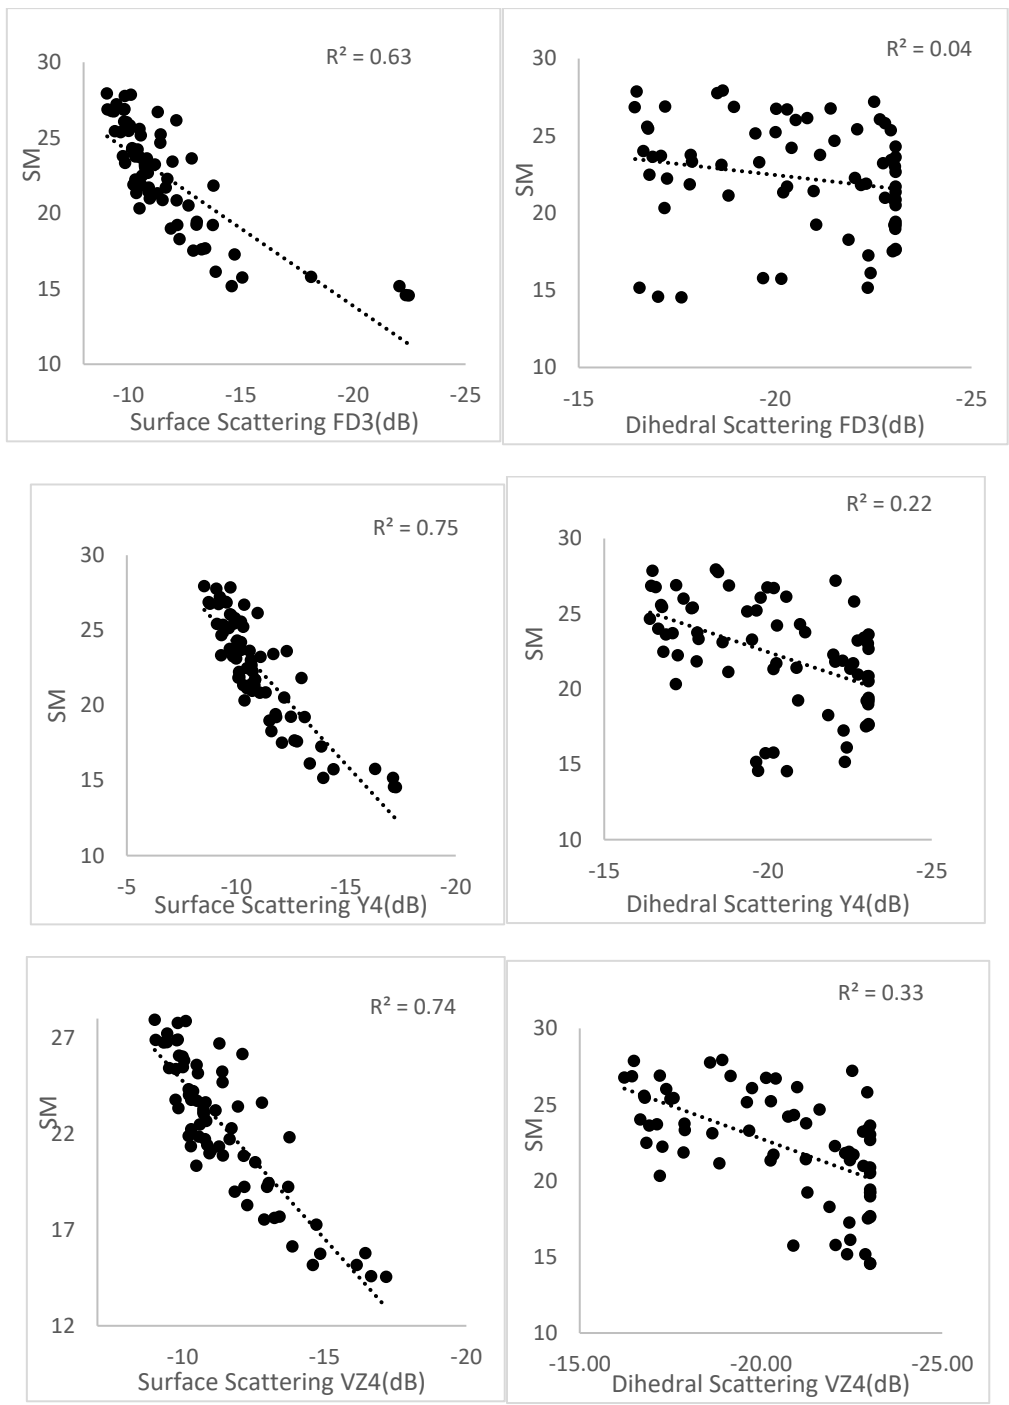 R² = 0.63
30
25
20
15
10
SM
-10 -15 -20 -25
Surface Scattering FD3(dB)
R² = 0.04
30
25
20
15
10
SM
-15 -20 -25
Dihedral Scattering FD3(dB)
R² = 0.75
30
25
20
15
10
SM
-5 -10 -15 -20
Surface Scattering Y4(dB)
R² = 0.22
30
25
20
15
10
SM
-15 -20 -25
Dihedral Scattering Y4(dB)
R² = 0.74
27
22
17
12
SM
-10 -15 -20
Surface Scattering VZ4(dB)
R² = 0.33
30
25
20
15
10
SM
-15.00 -20.00 -25.00
Dihedral Scattering VZ4(dB)